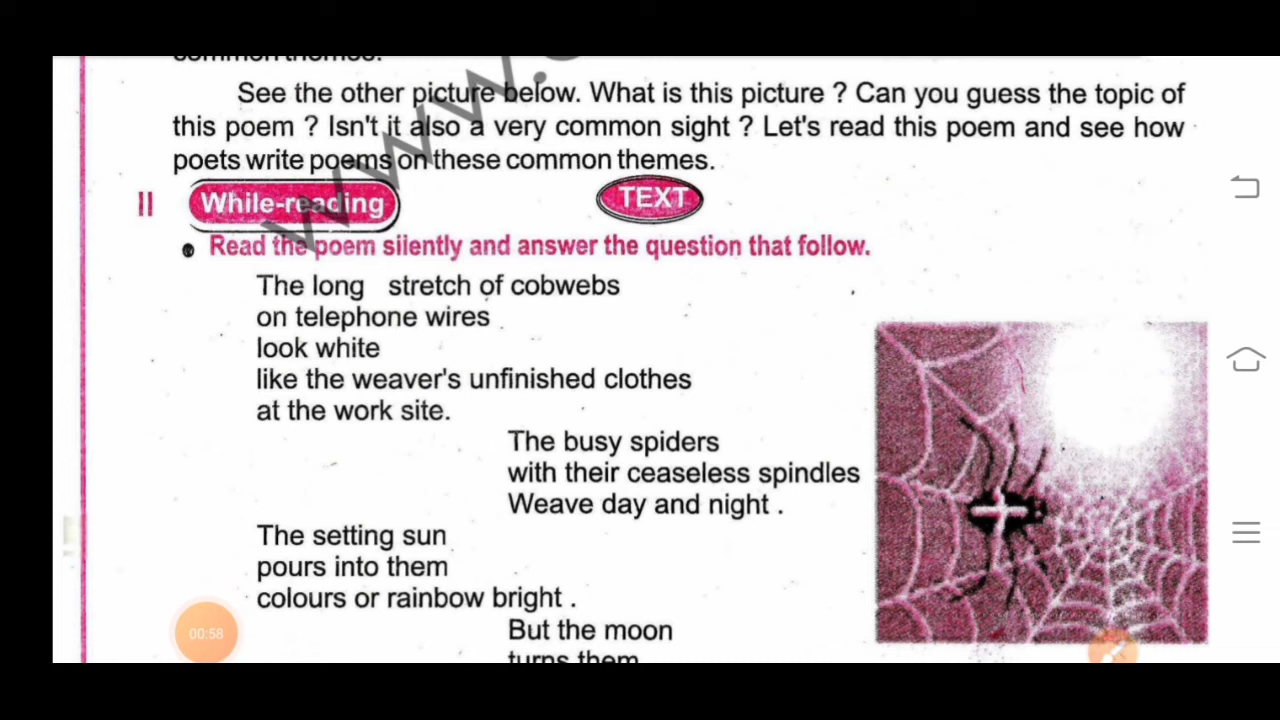 common themes.
See the other picture below. What is this picture ? Can you guess the topic of
this poem ? Isn't it also a very common sight ? Let's read this poem and see how
poets write poems on these common themes.
II While-reading TEXT
• Read the poem silently and answer the question that follow.
The long stretch of cobwebs
on telephone wires
look white
like the weaver's unfinished clothes
at the work site.
The busy spiders
with their ceaseless spindles
Weave day and night .
The setting sun
pours into them
colours or rainbow bright .
But the moon
turns them
00:58
www.